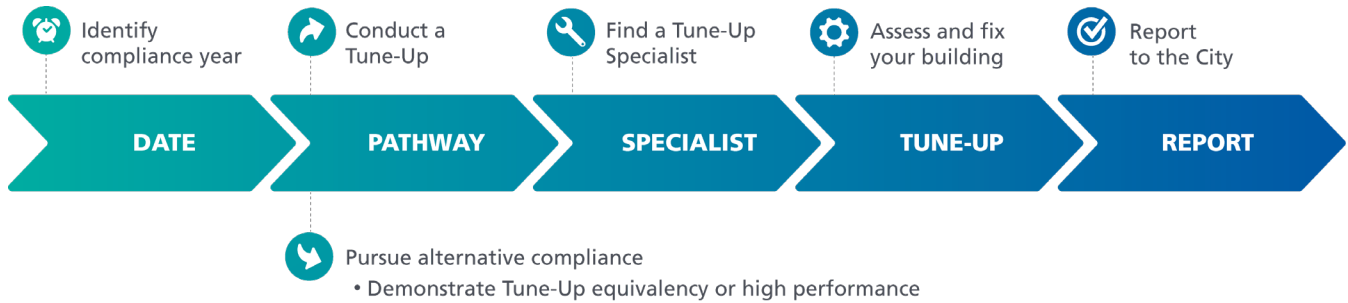 Identify
compliance year
Conduct a
Tune-Up
Find a Tune-Up
Specialist
Assess and fix
your building
Report
to the City
DATE
PATHWAY
SPECIALIST
TUNE-UP
REPORT
Pursue alternative compliance
• Demonstrate Tune-Up equivalency or high performance